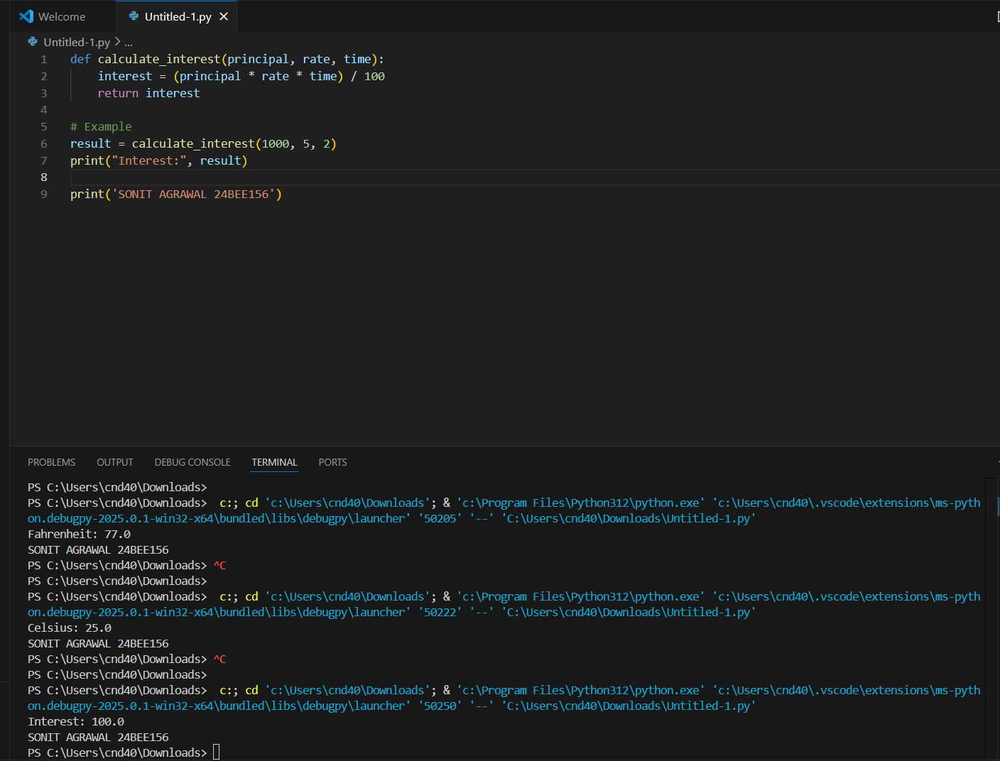 Welcome
Untitled-1.py
Untitled-1.py > ...
1 def calculate_interest(principal, rate, time):
2     interest = (principal * rate * time) / 100
3     return interest
4
5 # Example
6 result = calculate_interest(1000, 5, 2)
7 print("Interest:", result)
8
9 print('SONIT AGRAWAL 24BEE156')
PROBLEMS OUTPUT DEBUG CONSOLE TERMINAL PORTS
PS C:\Users\cnd40\Downloads>
PS C:\Users\cnd40\Downloads>  c:; cd 'c:\Users\cnd40\Downloads'; & 'c:\Program Files\Python312\python.exe' 'c:\Users\cnd40\.vscode\extensions\ms-pyth
on.debugpy-2025.0.1-win32-x64\bundled\libs\debugpy\launcher' '50205' '--' 'C:\Users\cnd40\Downloads\Untitled-1.py'
Fahrenheit: 77.0
SONIT AGRAWAL 24BEE156
PS C:\Users\cnd40\Downloads> ^C
PS C:\Users\cnd40\Downloads>
PS C:\Users\cnd40\Downloads>  c:; cd 'c:\Users\cnd40\Downloads'; & 'c:\Program Files\Python312\python.exe' 'c:\Users\cnd40\.vscode\extensions\ms-pyth
on.debugpy-2025.0.1-win32-x64\bundled\libs\debugpy\launcher' '50222' '--' 'C:\Users\cnd40\Downloads\Untitled-1.py'
Celsius: 25.0
SONIT AGRAWAL 24BEE156
PS C:\Users\cnd40\Downloads> ^C
PS C:\Users\cnd40\Downloads>
PS C:\Users\cnd40\Downloads>  c:; cd 'c:\Users\cnd40\Downloads'; & 'c:\Program Files\Python312\python.exe' 'c:\Users\cnd40\.vscode\extensions\ms-pyth
on.debugpy-2025.0.1-win32-x64\bundled\libs\debugpy\launcher' '50250' '--' 'C:\Users\cnd40\Downloads\Untitled-1.py'
Interest: 100.0
SONIT AGRAWAL 24BEE156
PS C:\Users\cnd40\Downloads>